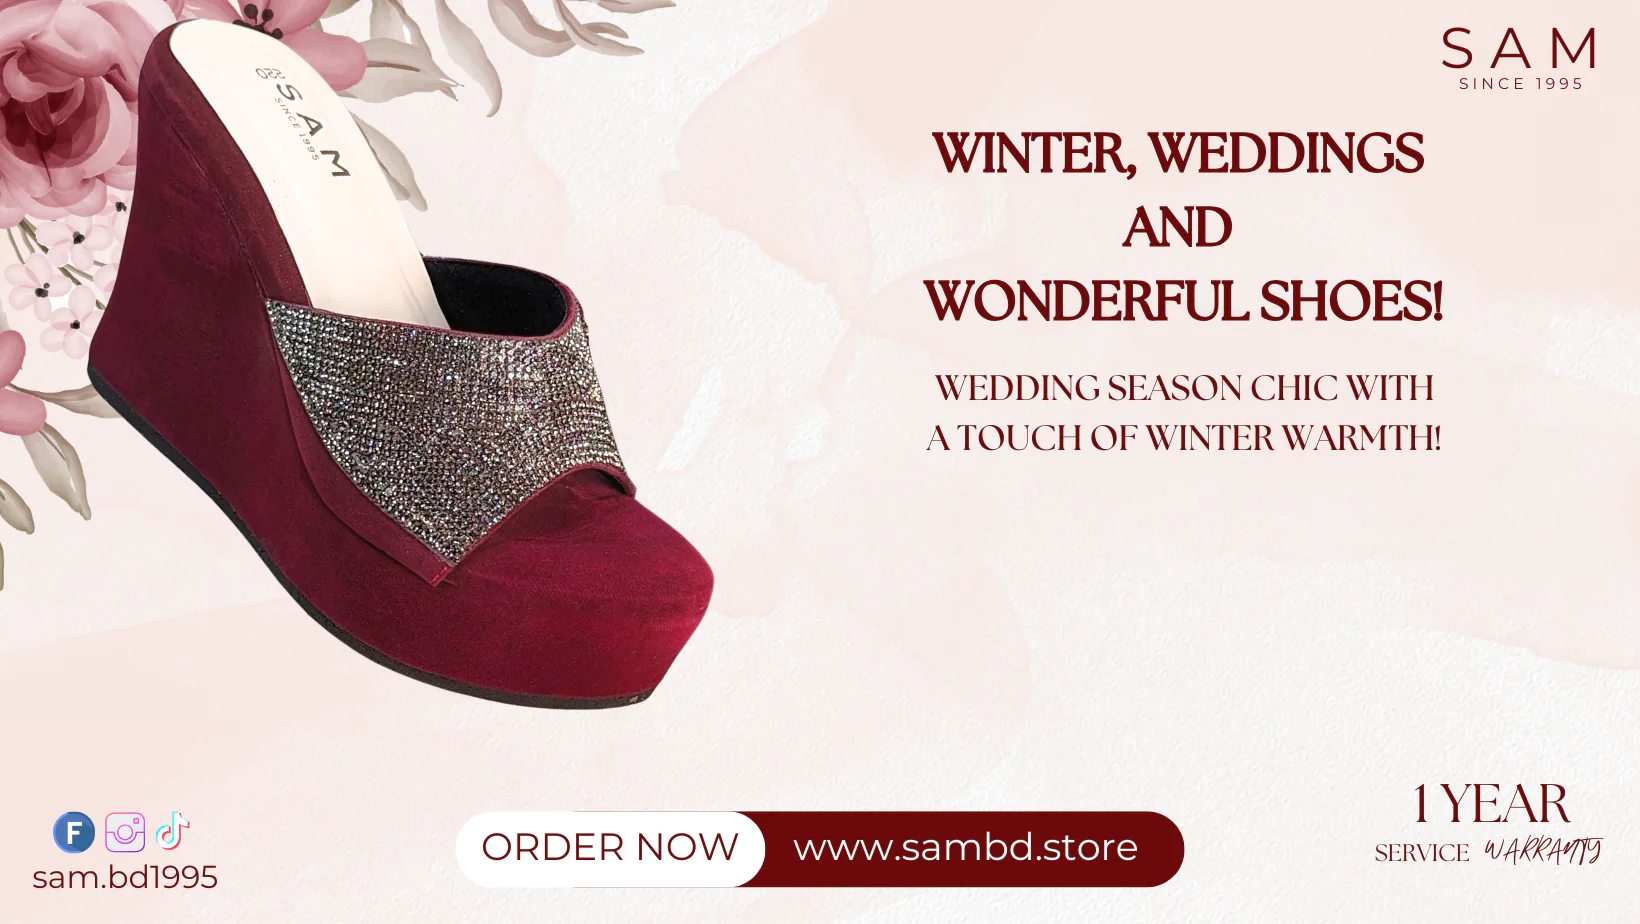 SAM
SINCE 1995
SAM
SINCE 1995
WINTER, WEDDINGS
AND
WONDERFUL SHOES!
WEDDING SEASON CHIC WITH
A TOUCH OF WINTER WARMTH!
1 YEAR
SERVICE WARRANTY
F
sam.bd1995
ORDER NOW www.sambd.store